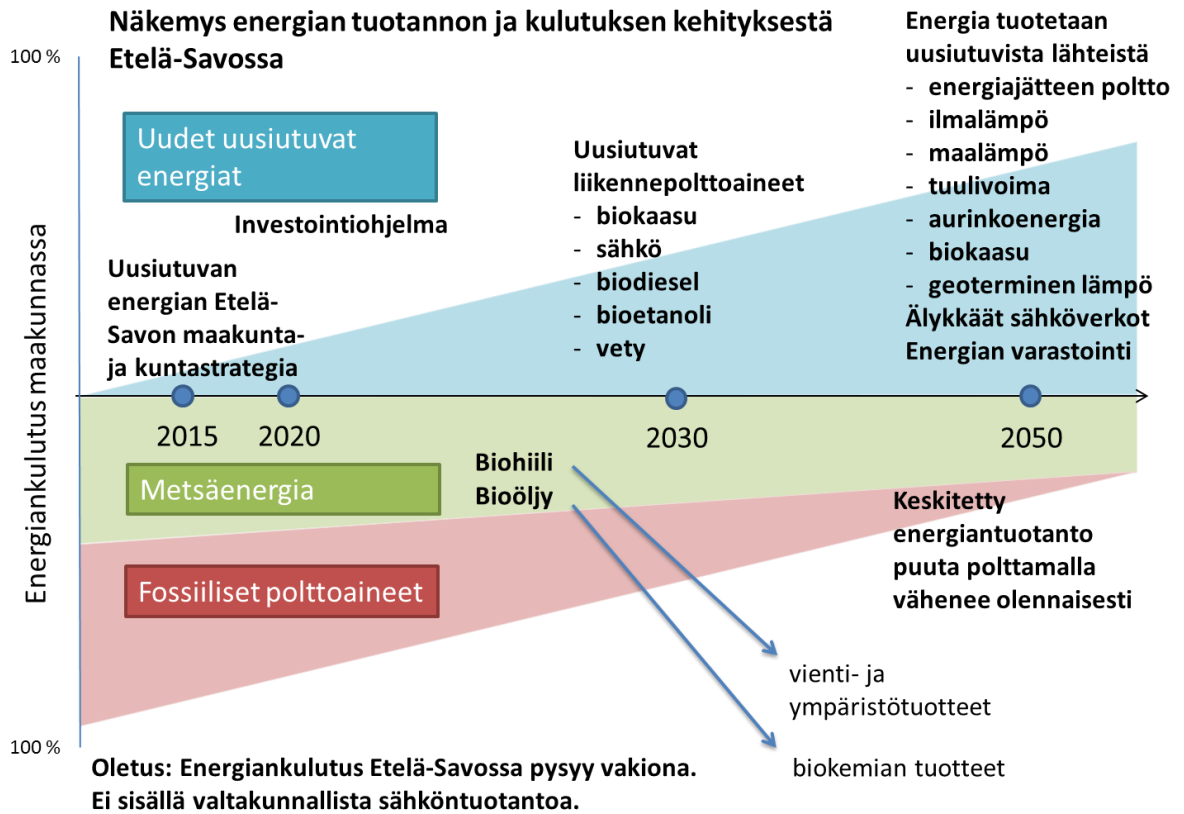 Näkemys energian tuotannon ja kulutuksen kehityksestä
Etelä-Savossa
100 %
Energiankulutus maakunnassa
Uudet uusiutuvat
energiat
Investointiohjelma
Uusiutuvan
energian Etelä-
Savon maakunta-
ja kuntastrategia
Uusiutuvat
liikennepolttoaineet
- biokaasu
- sähkö
- biodiesel
- bioetanoli
- vety
Energia tuotetaan
uusiutuvista lähteistä
- energiajätteen poltto
- ilmalämpö
- maalämpö
- tuulivoima
- aurinkoenergia
- biokaasu
- geoterminen lämpö
Älykkäät sähköverkot
Energian varastointi
2015
2020
2030
2050
Metsäenergia
Biohiili
Bioöljy
Fossiiliset polttoaineet
Keskitetty
energiantuotanto
puuta polttamalla
vähenee olennaisesti
vienti- ja
ympäristötuotteet
biokemian tuotteet
100 %
Oletus: Energiankulutus Etelä-Savossa pysyy vakiona.
Ei sisällä valtakunnallista sähköntuotantoa.